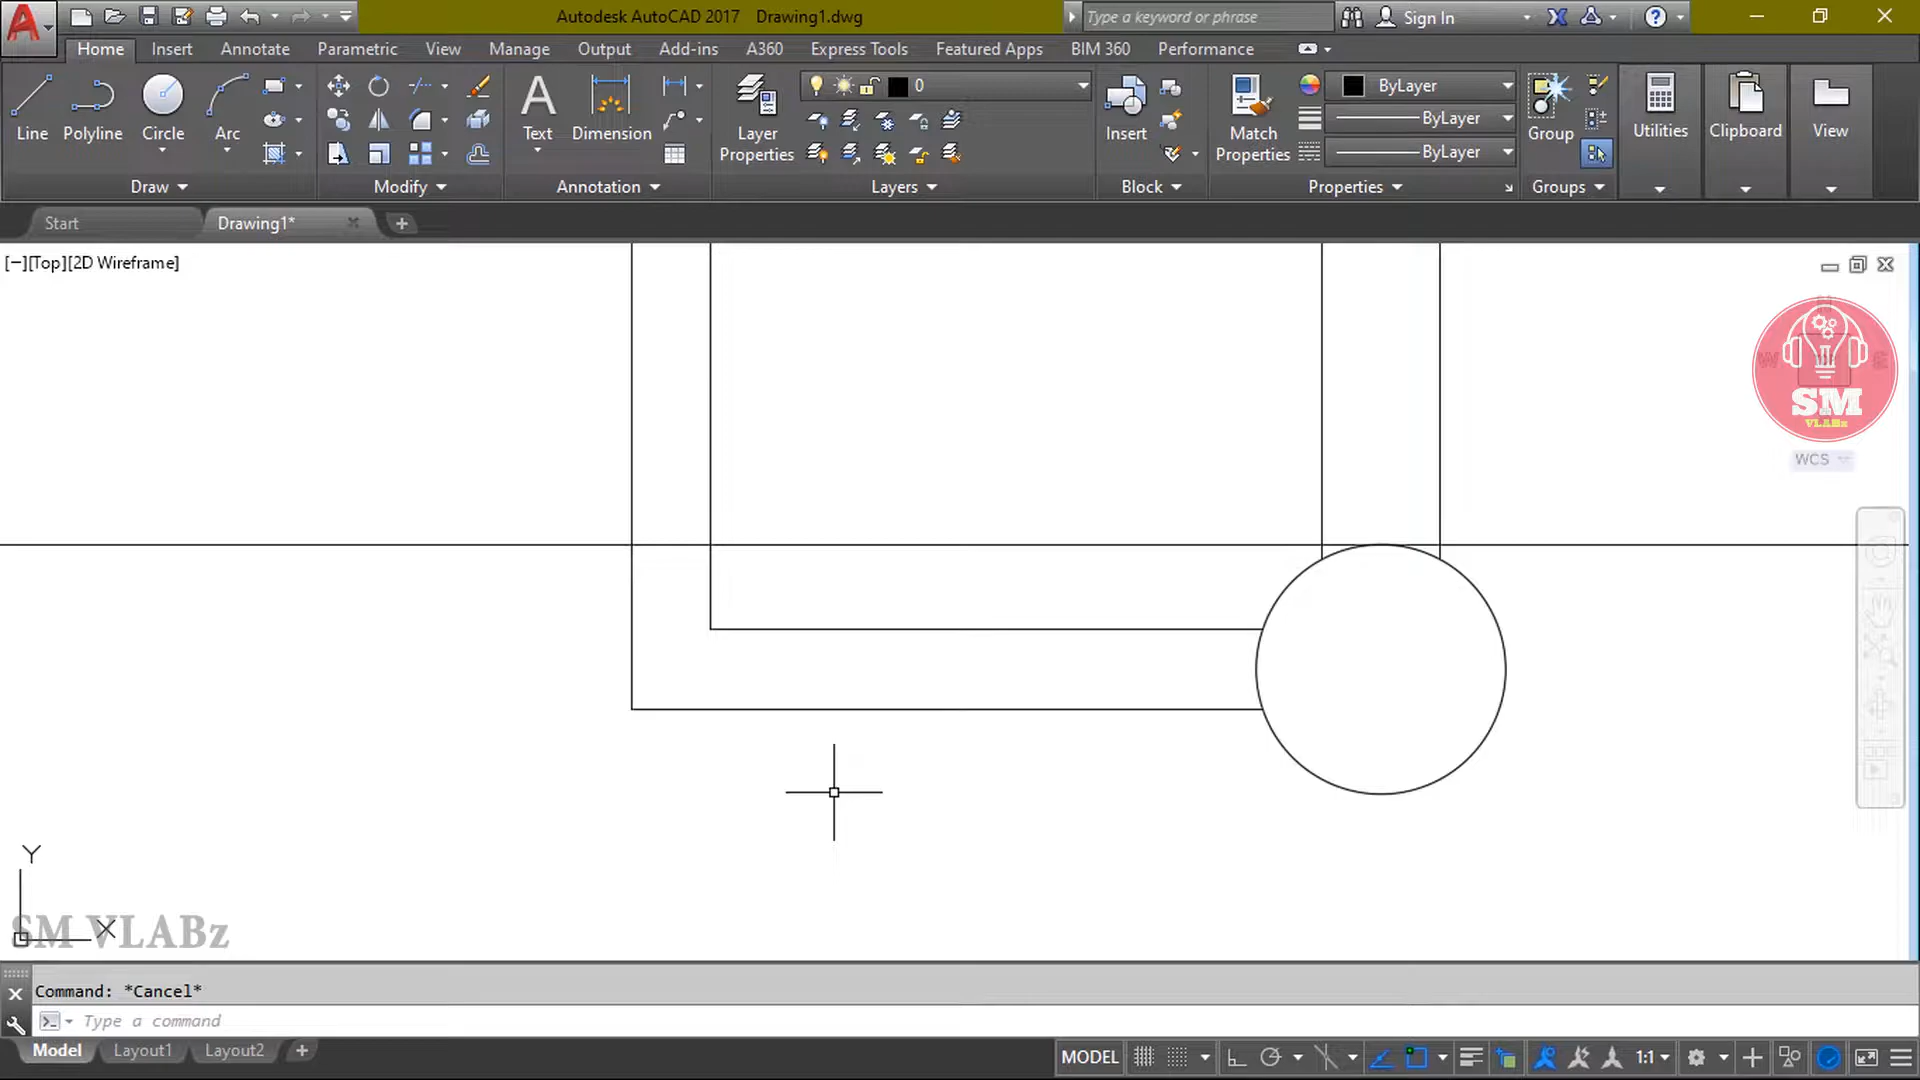 Autodesk AutoCAD 2017 Drawing1.dwg
Type a keyword or phrase
Sign In
Home Insert Annotate Parametric View Manage Output Add-ins A360 Express Tools Featured Apps BIM 360 Performance
Line Polyline Circle Arc
Text Dimension
Layer Properties
0
Insert
Match Properties
ByLayer
ByLayer
ByLayer
Group
Utilities
Clipboard
View
Draw Modify Annotation Layers Block Properties Groups
Start Drawing1*
[−][Top][2D Wireframe]
SM
VLABz
WCS
Y
X
SM VLABz
Command: *Cancel*
Type a command
Model Layout1 Layout2
MODEL
1:1